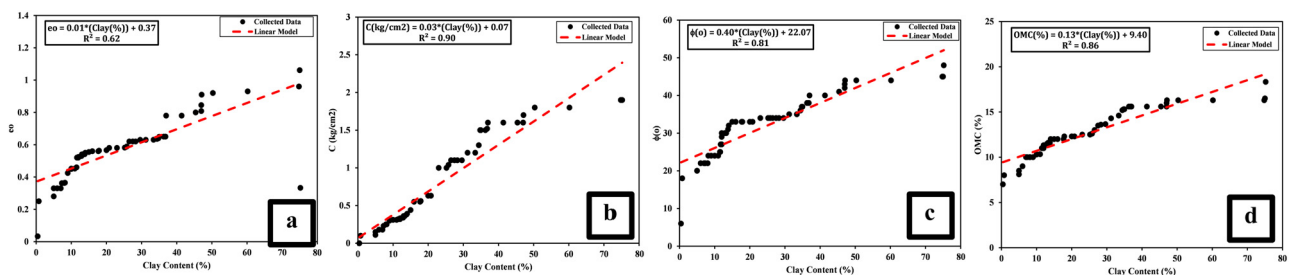 eo = 0.01*(Clay(%)) + 0.37
R² = 0.62
Collected Data
Linear Model
1.4
1.2
1
0.8
0.6
0.4
0.2
0
eo
0 10 20 30 40 50 60 70 80
Clay Content (%)
a
C(kg/cm2) = 0.03*(Clay(%)) + 0.07
R² = 0.90
Collected Data
Linear Model
3
2.5
2
1.5
1
0.5
0
C (kg/cm2)
0 10 20 30 40 50 60 70 80
Clay Content (%)
b
ϕ(o) = 0.40*(Clay(%)) + 22.07
R² = 0.81
Collected Data
Linear Model
60
50
40
30
20
10
0
ϕ(o)
0 10 20 30 40 50 60 70 80
Clay Content (%)
c
OMC(%) = 0.13*(Clay(%)) + 9.40
R² = 0.86
Collected Data
Linear Model
25
20
15
10
5
0
OMC (%)
0 10 20 30 40 50 60 70 80
Clay Content (%)
d